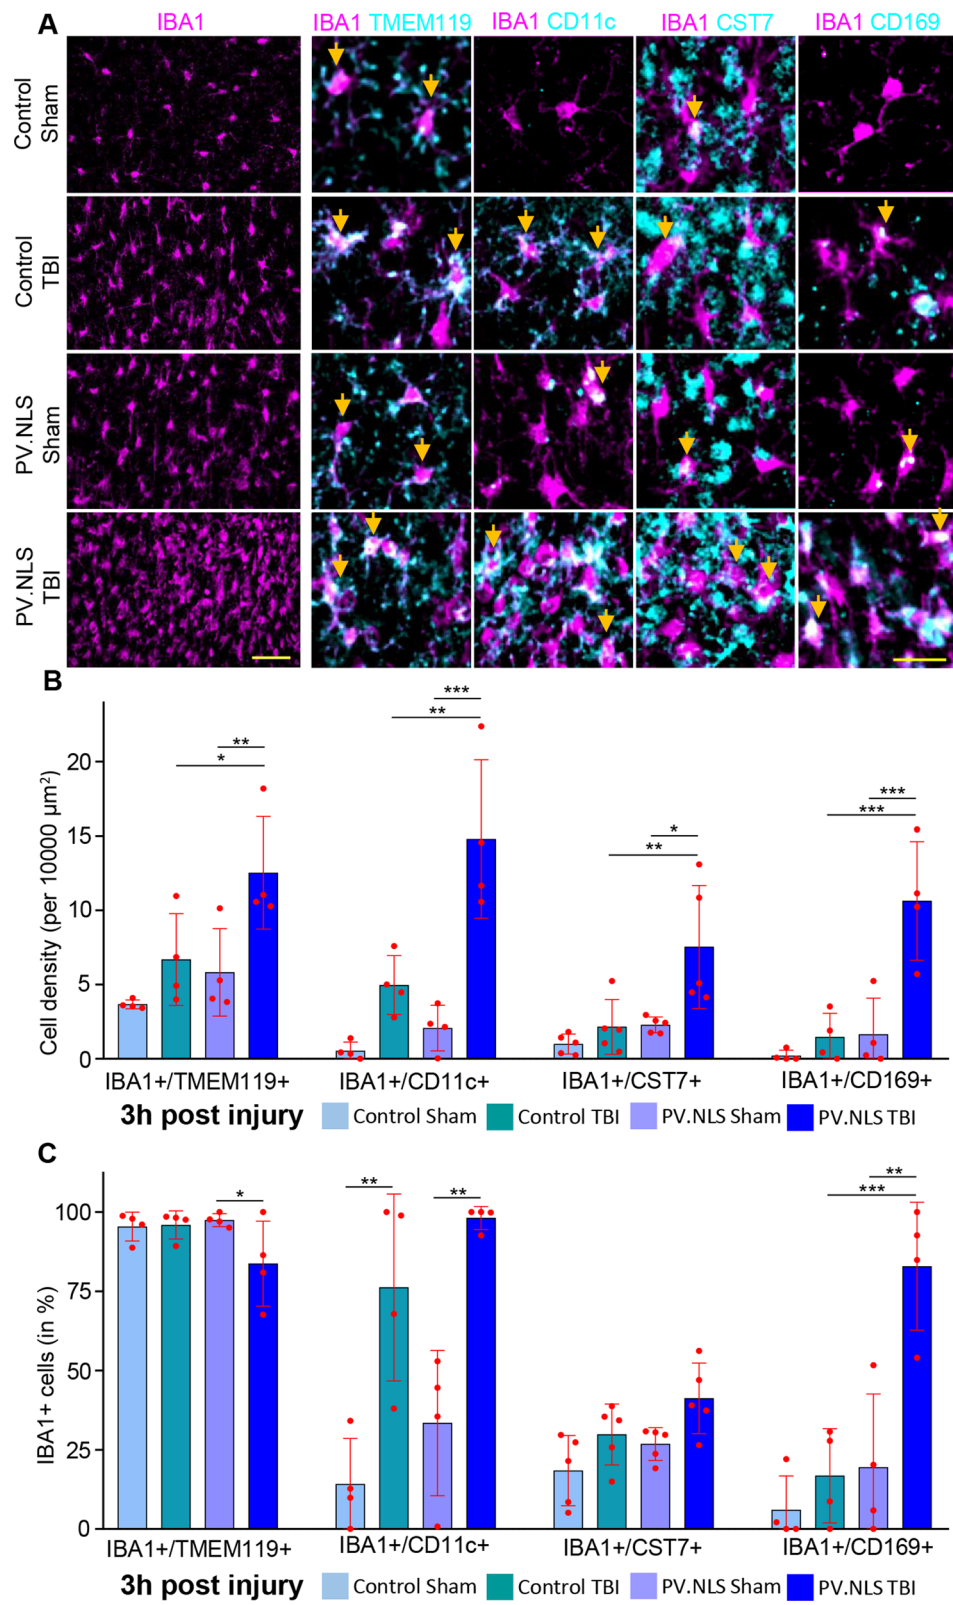 A
IBA1
IBA1 TMEM119
IBA1 CD11c
IBA1 CST7
IBA1 CD169
Control
Sham
Control
TBI
PV.NLS
Sham
PV.NLS
TBI
B
Cell density (per 10000 µm²)
20
15
10
5
0
*
**
**
***
**
*
***
***
IBA1+/TMEM119+
IBA1+/CD11c+
IBA1+/CST7+
IBA1+/CD169+
3h post injury
Control Sham
Control TBI
PV.NLS Sham
PV.NLS TBI
C
IBA1+ cells (in %)
100
75
50
25
0
*
**
**
***
**
IBA1+/TMEM119+
IBA1+/CD11c+
IBA1+/CST7+
IBA1+/CD169+
3h post injury
Control Sham
Control TBI
PV.NLS Sham
PV.NLS TBI